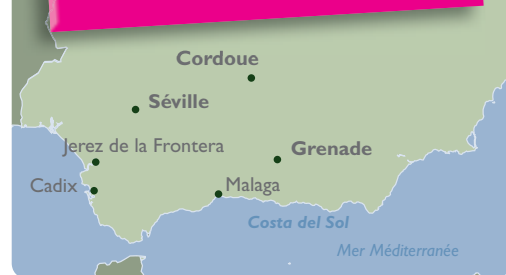 Cordoue
Séville
Jerez de la Frontera
Grenade
Cadix
Malaga
Costa del Sol
Mer Méditerranée